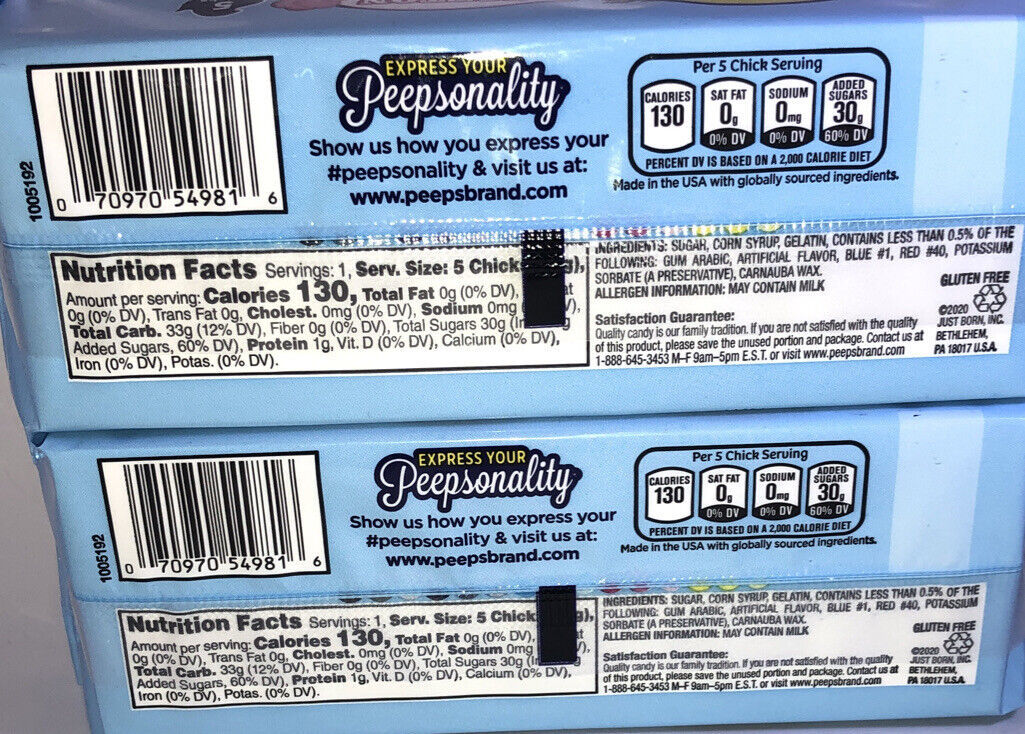 EXPRESS YOUR
Peepsonality
Show us how you express your
#peepsonality & visit us at:
www.peepsbrand.com
Per 5 Chick Serving
CALORIES 130
SAT FAT 0g 0% DV
SODIUM 0mg 0% DV
ADDED SUGARS 30g 60% DV
PERCENT DV IS BASED ON A 2,000 CALORIE DIET
Made in the USA with globally sourced ingredients.
1005192
0 70970 54981 6
Nutrition Facts Servings: 1, Serv. Size: 5 Chicks
Amount per serving: Calories 130, Total Fat 0g (0% DV),
0g (0% DV), Trans Fat 0g, Cholest. 0mg (0% DV), Sodium 0mg
Total Carb. 33g (12% DV), Fiber 0g (0% DV), Total Sugars 30g
Added Sugars, 60% DV), Protein 1g, Vit. D (0% DV), Calcium (0% DV),
Iron (0% DV), Potas. (0% DV).
INGREDIENTS: SUGAR, CORN SYRUP, GELATIN, CONTAINS LESS THAN 0.5% OF THE
FOLLOWING: GUM ARABIC, ARTIFICIAL FLAVOR, BLUE #1, RED #40, POTASSIUM
SORBATE (A PRESERVATIVE), CARNAUBA WAX.
ALLERGEN INFORMATION: MAY CONTAIN MILK
GLUTEN FREE
Satisfaction Guarantee:
Quality candy is our family tradition. If you are not satisfied with the quality
of this product, please save the unused portion and package. Contact us at
1-888-645-3453 M–F 9am–5pm E.S.T. or visit www.peepsbrand.com
©2020
JUST BORN, INC.
BETHLEHEM,
PA 18017 U.S.A.
EXPRESS YOUR
Peepsonality
Show us how you express your
#peepsonality & visit us at:
www.peepsbrand.com
Per 5 Chick Serving
CALORIES 130
SAT FAT 0g 0% DV
SODIUM 0mg 0% DV
ADDED SUGARS 30g 60% DV
PERCENT DV IS BASED ON A 2,000 CALORIE DIET
Made in the USA with globally sourced ingredients.
1005192
0 70970 54981 6
Nutrition Facts Servings: 1, Serv. Size: 5 Chick
Amount per serving: Calories 130, Total Fat 0g (0% DV),
0g (0% DV), Trans Fat 0g, Cholest. 0mg (0% DV), Sodium 0mg
Total Carb. 33g (12% DV), Fiber 0g (0% DV), Total Sugars 30g
Added Sugars, 60% DV), Protein 1g, Vit. D (0% DV), Calcium (0% DV),
Iron (0% DV), Potas. (0% DV).
INGREDIENTS: SUGAR, CORN SYRUP, GELATIN, CONTAINS LESS THAN 0.5% OF THE
FOLLOWING: GUM ARABIC, ARTIFICIAL FLAVOR, BLUE #1, RED #40, POTASSIUM
SORBATE (A PRESERVATIVE), CARNAUBA WAX.
ALLERGEN INFORMATION: MAY CONTAIN MILK
GLUTEN FREE
Satisfaction Guarantee:
Quality candy is our family tradition. If you are not satisfied with the quality
of this product, please save the unused portion and package. Contact us at
1-888-645-3453 M–F 9am–5pm E.S.T. or visit www.peepsbrand.com
©2020
JUST BORN, INC.
BETHLEHEM,
PA 18017 U.S.A.